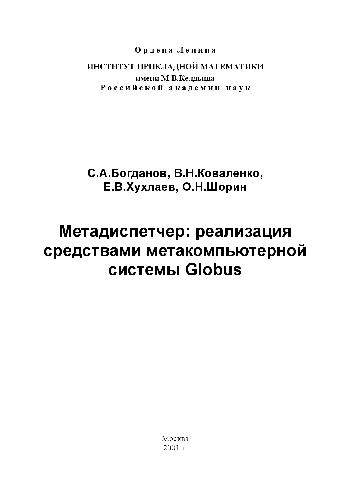 Ордена Ленина
ИНСТИТУТ ПРИКЛАДНОЙ МАТЕМАТИКИ
имени М.В.Келдыша
Российской академии наук
С.А.Богданов, В.Н.Коваленко,
Е.В.Хухлаев, О.Н.Шорин
Метадиспетчер: реализация
средствами метакомпьютерной
системы Globus
Москва
2001 г.